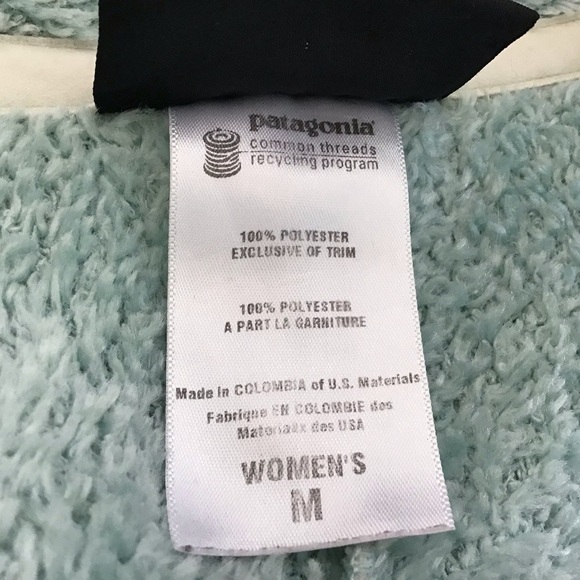 patagonia®
common threads
recycling program
100% POLYESTER
EXCLUSIVE OF TRIM
100% POLYESTER
A PART LA GARNITURE
Made in COLOMBIA of U.S. Materials
Fabrique EN COLOMBIE des
Materiaux des USA
WOMEN'S
M